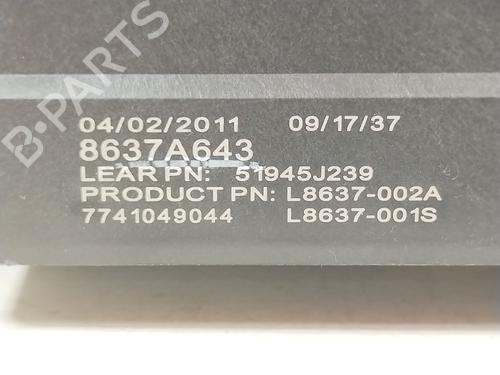 04/02/2011 09/17/37
8637A643
LEAR PN: 51945J239
PRODUCT PN: L8637-002A
7741049044 L8637-001S
B-PARTS